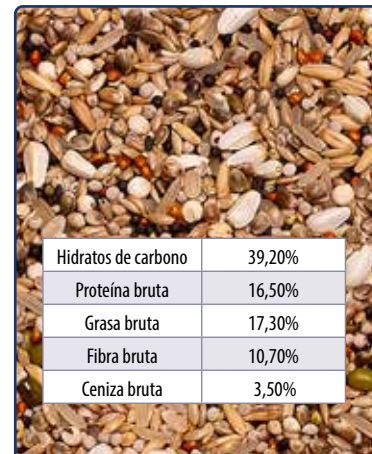 Hidratos de carbono 39,20%
Proteína bruta 16,50%
Grasa bruta 17,30%
Fibra bruta 10,70%
Ceniza bruta 3,50%